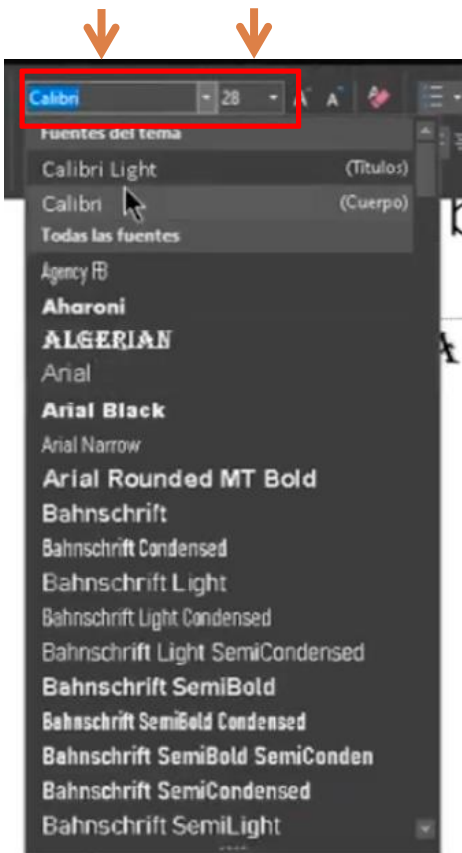 Calibri 28 A A
Fuentes del tema
Calibri Light (Títulos)
Calibri (Cuerpo)
Todas las fuentes
Agency FB
Aharoni
ALGERIAN
Arial
Arial Black
Arial Narrow
Arial Rounded MT Bold
Bahnschrift
Bahnschrift Condensed
Bahnschrift Light
Bahnschrift Light Condensed
Bahnschrift Light SemiCondensed
Bahnschrift SemiBold
Bahnschrift SemiBold Condensed
Bahnschrift SemiBold SemiConden
Bahnschrift SemiCondensed
Bahnschrift SemiLight